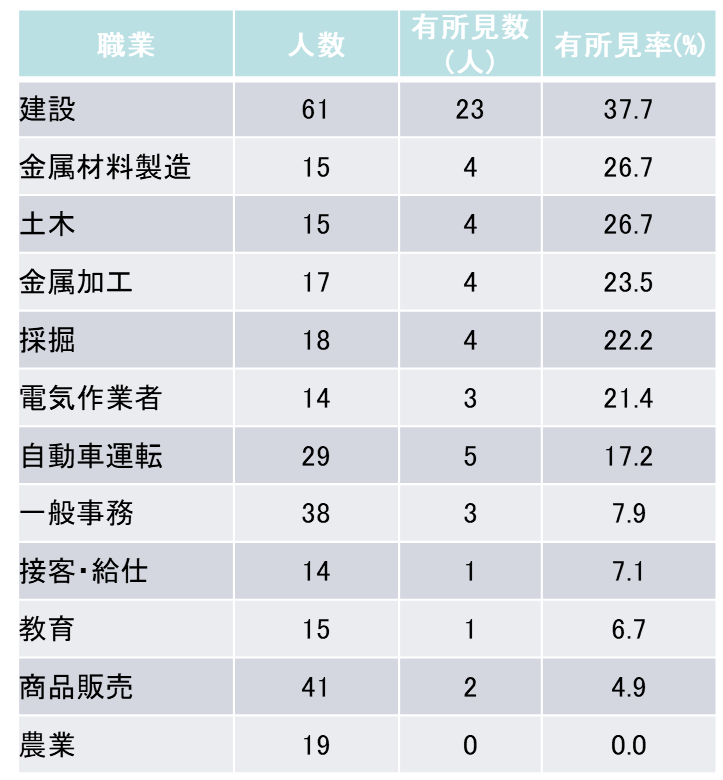 職業 人数 有所見数(人) 有所見率(%)
建設 61 23 37.7
金属材料製造 15 4 26.7
土木 15 4 26.7
金属加工 17 4 23.5
採掘 18 4 22.2
電気作業者 14 3 21.4
自動車運転 29 5 17.2
一般事務 38 3 7.9
接客・給仕 14 1 7.1
教育 15 1 6.7
商品販売 41 2 4.9
農業 19 0 0.0